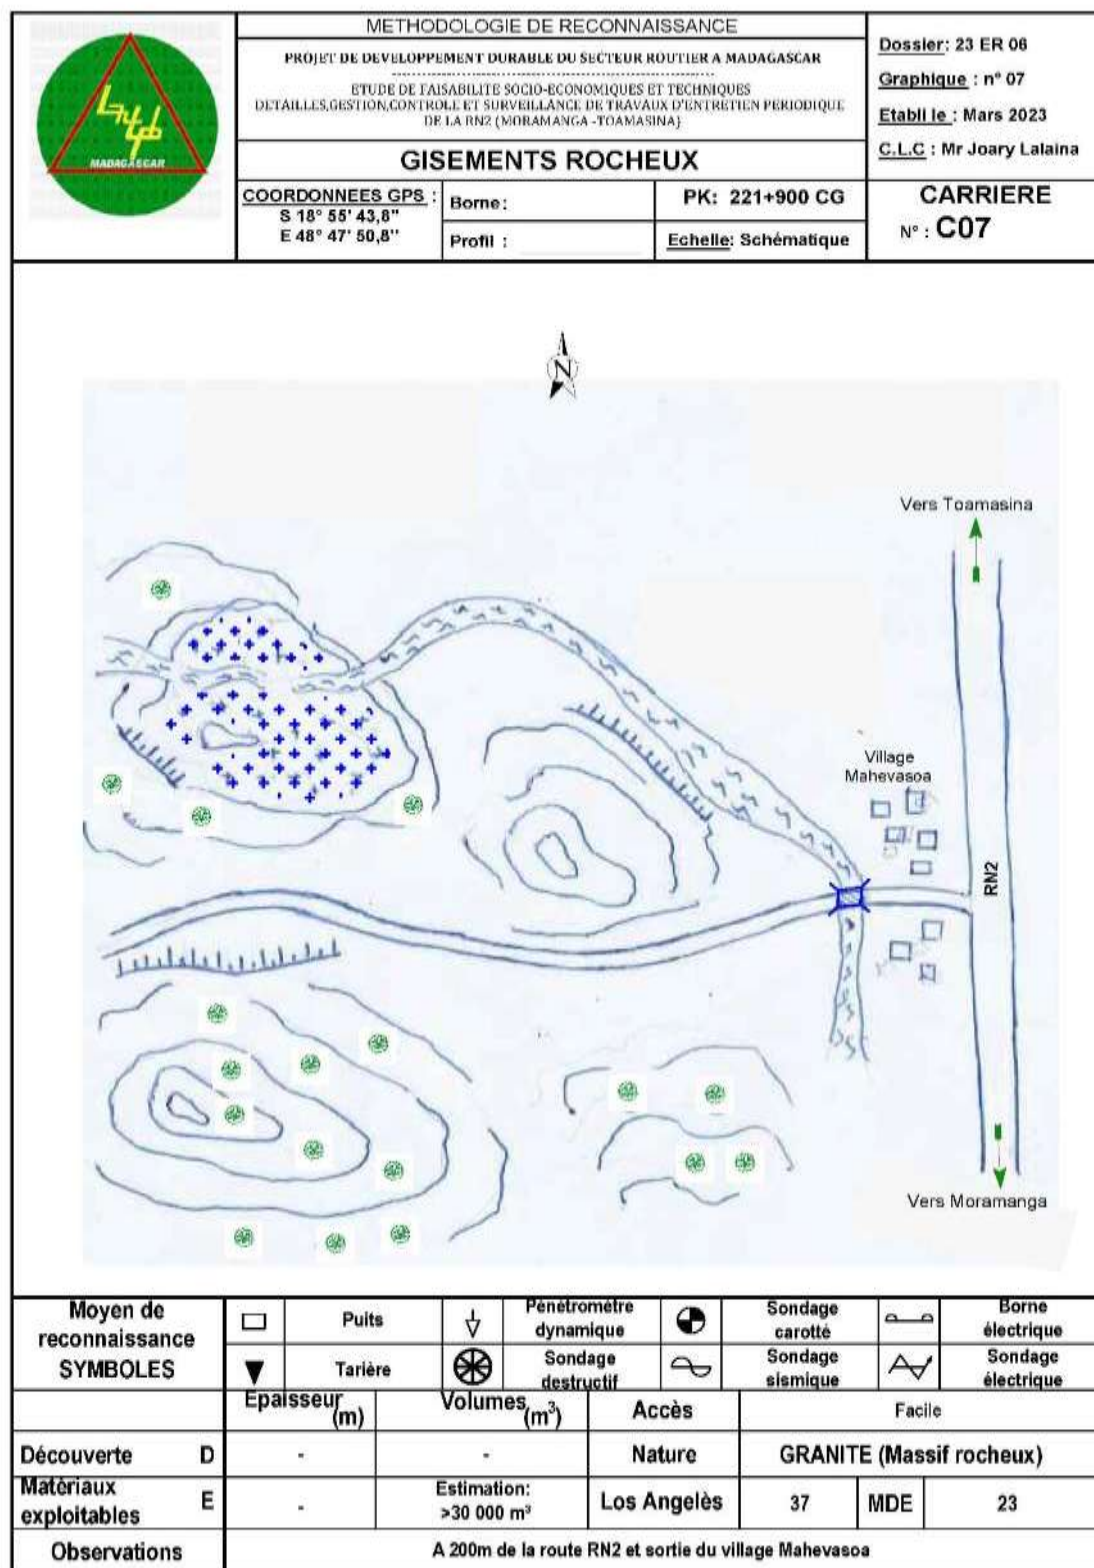 LNTPB
MADAGASCAR
METHODOLOGIE DE RECONNAISSANCE
PROJET DE DEVELOPPEMENT DURABLE DU SECTEUR ROUTIER A MADAGASCAR
ETUDE DE FAISABILITE SOCIO-ECONOMIQUES ET TECHNIQUES
DETAILLES,GESTION,CONTROLE ET SURVEILLANCE DE TRAVAUX D'ENTRETIEN PERIODIQUE
DE LA RN2 (MORAMANGA -TOAMASINA)
GISEMENTS ROCHEUX
Dossier: 23 ER 06
Graphique : n° 07
Etabli le : Mars 2023
C.L.C : Mr Joary Lalaina
COORDONNEES GPS :
S 18° 55' 43,8"
E 48° 47' 50,8''
Borne:
Profil :
PK: 221+900 CG
Echelle: Schématique
CARRIERE
N° : C07
N
Vers Toamasina
Village
Mahevasoa
RN2
Vers Moramanga
Moyen de
reconnaissance
SYMBOLES
Puits
Pénétromètre
dynamique
Sondage
carotté
Borne
électrique
Tarière
Sondage
destructif
Sondage
sismique
Sondage
électrique
Epaisseur
(m)
Volumes
(m³)
Accès
Facile
Découverte D
-
-
Nature
GRANITE (Massif rocheux)
Matériaux
exploitables
E
-
Estimation:
>30 000 m³
Los Angelès
37
MDE
23
Observations
A 200m de la route RN2 et sortie du village Mahevasoa